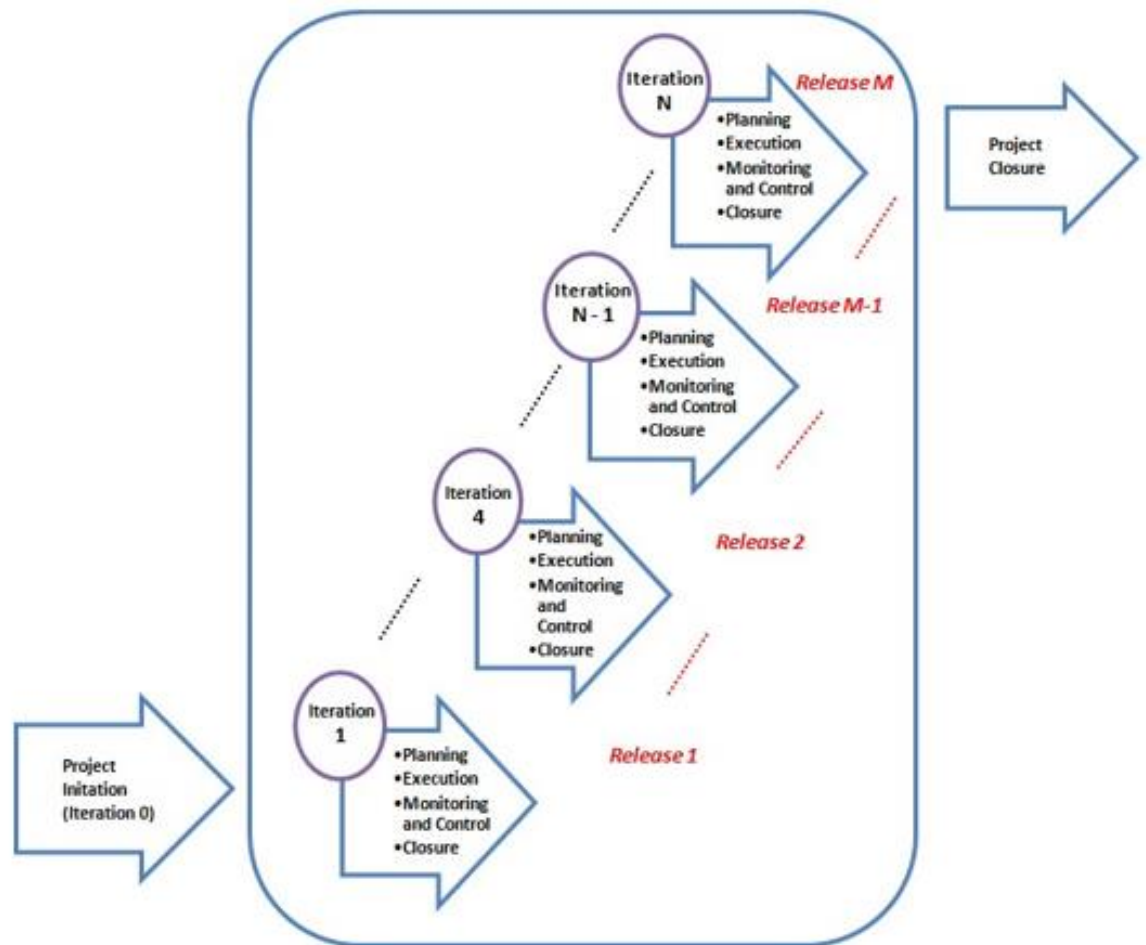 Iteration
N
Release M
•Planning
•Execution
•Monitoring
and Control
•Closure
Project
Closure
Iteration
N - 1
Release M-1
•Planning
•Execution
•Monitoring
and Control
•Closure
Iteration
4
Release 2
•Planning
•Execution
•Monitoring
and
Control
•Closure
Iteration
1
Release 1
•Planning
•Execution
•Monitoring
and Control
•Closure
Project
Initation
(Iteration 0)